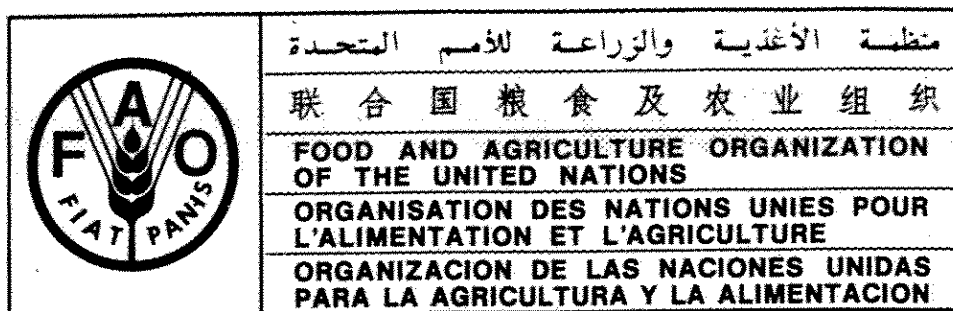 FAO
FIAT PANIS
منظمة الأغذية والزراعة للأمم المتحدة
联合国粮食及农业组织
FOOD AND AGRICULTURE ORGANIZATION
OF THE UNITED NATIONS
ORGANISATION DES NATIONS UNIES POUR
L'ALIMENTATION ET L'AGRICULTURE
ORGANIZACION DE LAS NACIONES UNIDAS
PARA LA AGRICULTURA Y LA ALIMENTACION